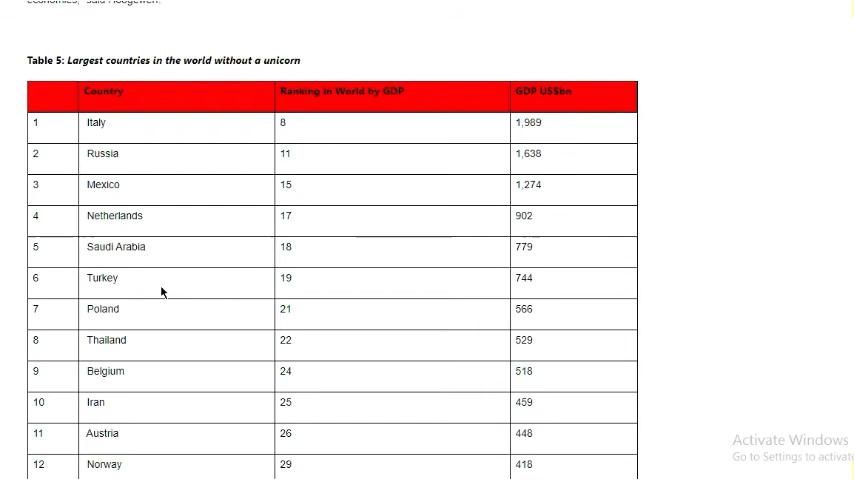 economies," said Hoogewerf.
Table 5: Largest countries in the world without a unicorn
Country Ranking in World by GDP GDP US$bn
1 Italy 8 1,989
2 Russia 11 1,638
3 Mexico 15 1,274
4 Netherlands 17 902
5 Saudi Arabia 18 779
6 Turkey 19 744
7 Poland 21 566
8 Thailand 22 529
9 Belgium 24 518
10 Iran 25 459
11 Austria 26 448
12 Norway 29 418
Activate Windows
Go to Settings to activate